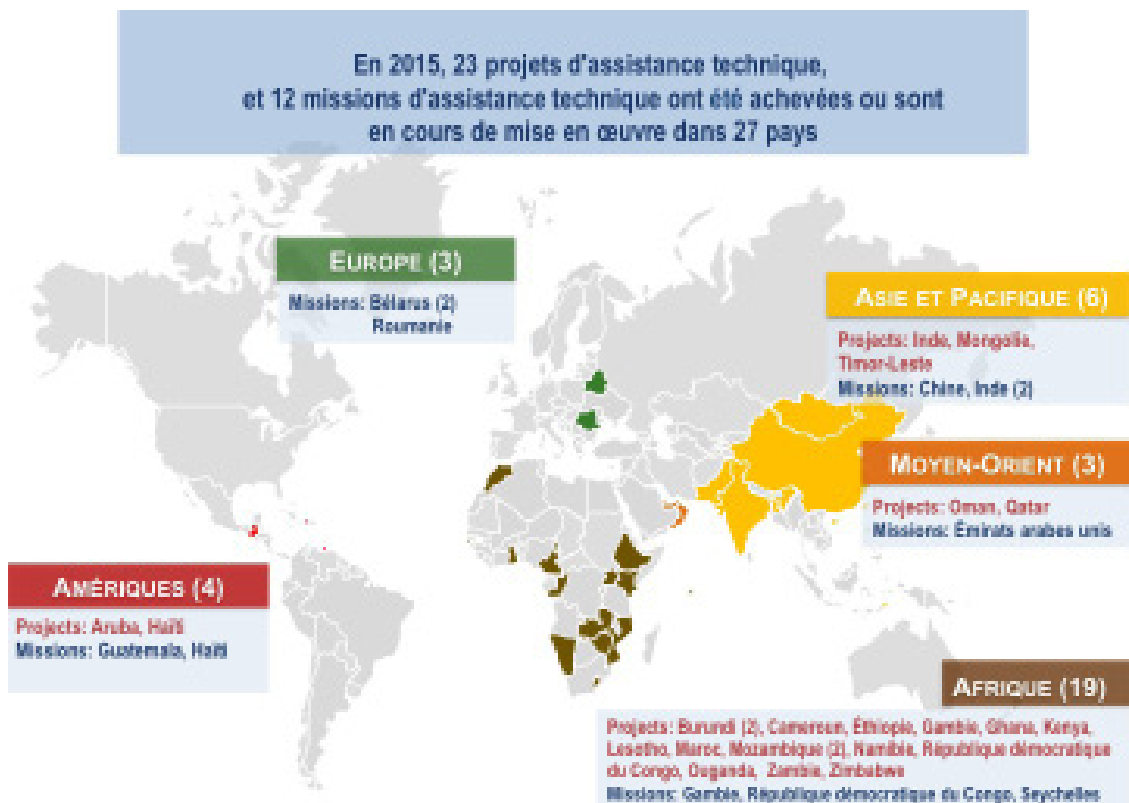 En 2015, 23 projets d'assistance technique,
et 12 missions d'assistance technique ont été achevées ou sont
en cours de mise en œuvre dans 27 pays
EUROPE (3)
Missions: Bélarus (2)
Roumanie
ASIE ET PACIFIQUE (6)
Projects: Inde, Mongolie,
Timor-Leste
Missions: Chine, Inde (2)
MOYEN-ORIENT (3)
Projects: Oman, Qatar
Missions: Émirats arabes unis
AMÉRIQUES (4)
Projects: Aruba, Haïti
Missions: Guatemala, Haïti
AFRIQUE (19)
Projects: Burundi (2), Cameroun, Éthiopie, Gambie, Ghana, Kenya,
Lesotho, Maroc, Mozambique (2), Namibie, République démocratique
du Congo, Ouganda, Zambie, Zimbabwe
Missions: Gambie, République démocratique du Congo, Seychelles